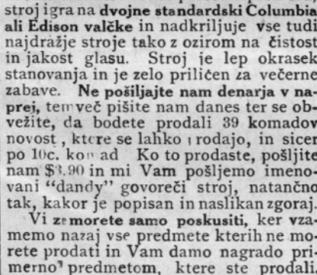 stroj igra na dvojne standardski Columbia
ali Edison valčke in nadkriljuje vse tudi
najdražje stroje tako z ozirom na čistost
in jakost glasu. Stroj je lep okrasek
stanovanja in je zelo priličen za večerne
zabave. Ne pošiljajte nam denarja v na-
prej, temveč pišite nam danes ter se ob-
vežite, da bodete prodali 39 komadov
novost, ktere se lahko rodajo, in sicer
po 10c. Ko to prodaste, pošljite
nam $3.90 in mi Vam pošljemo imeno-
vani "dandy" govoreči stroj, natančno
tak, kakor je popisan in naslikan zgoraj.
Vi zemorete samo poskusiti, ker vza-
memo nazaj vse predmete kterih ne mo-
rete prodati in Vam damo nagrado pri-
merno predmetom, ktere ste prodali